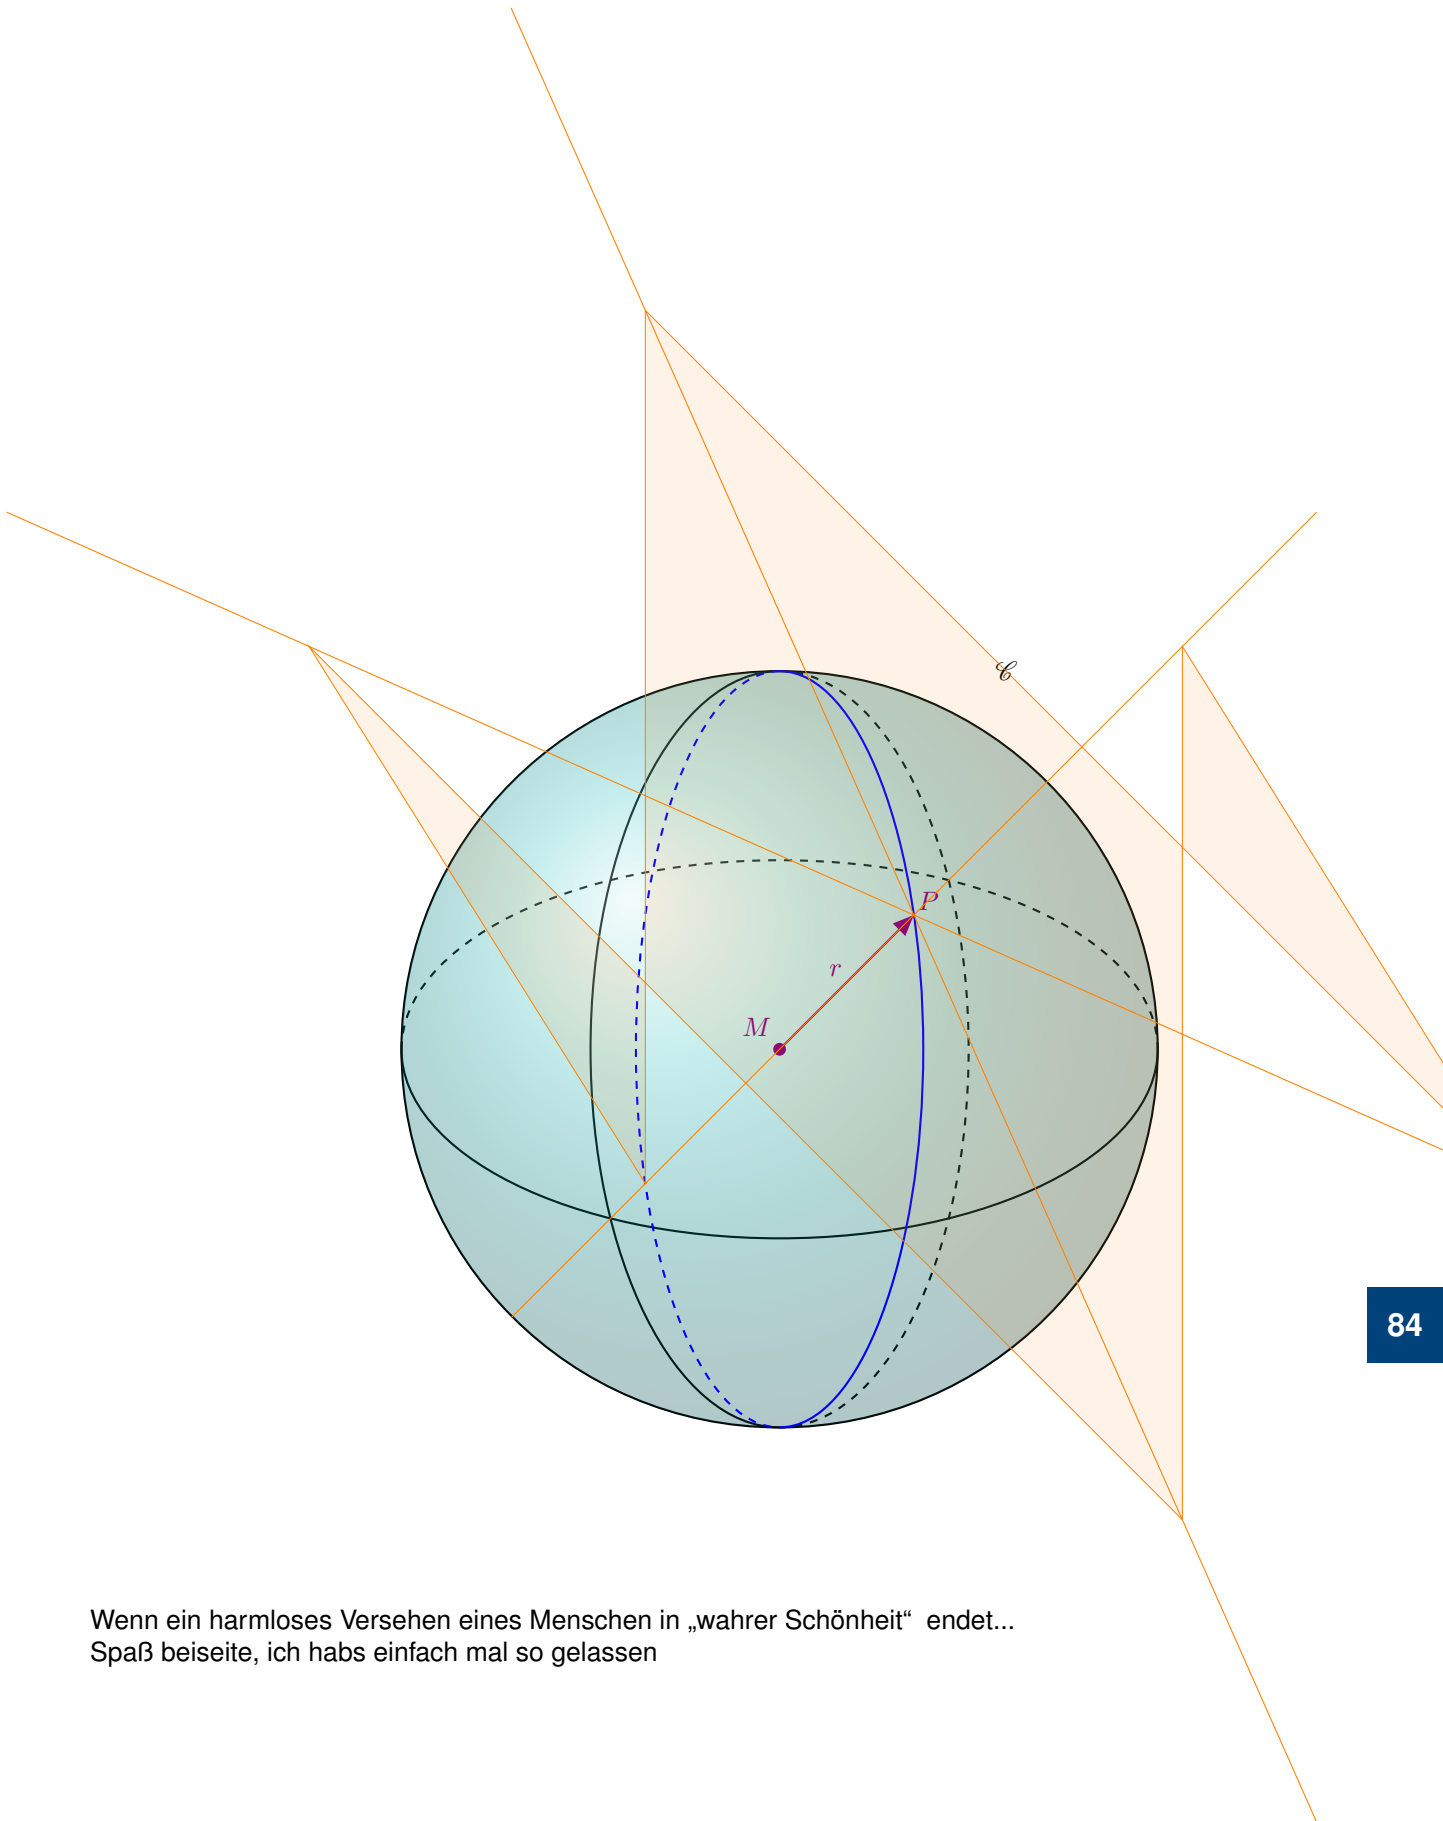 𝒞
P
r
M
84
Wenn ein harmloses Versehen eines Menschen in „wahrer Schönheit“ endet...
Spaß beiseite, ich habs einfach mal so gelassen